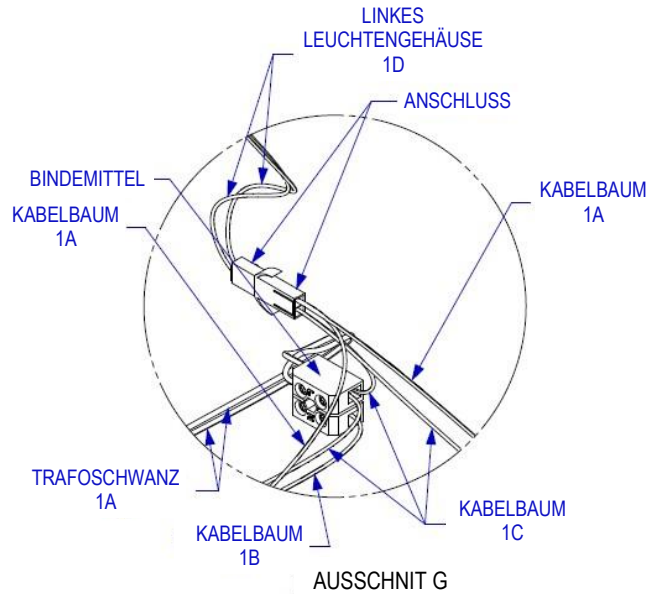 LINKES
LEUCHTENGEHÄUSE
1D
ANSCHLUSS
BINDEMITTEL
KABELBAUM
1A
KABELBAUM
1A
TRAFOSCHWANZ
1A
KABELBAUM
1B
KABELBAUM
1C
AUSSCHNIT G